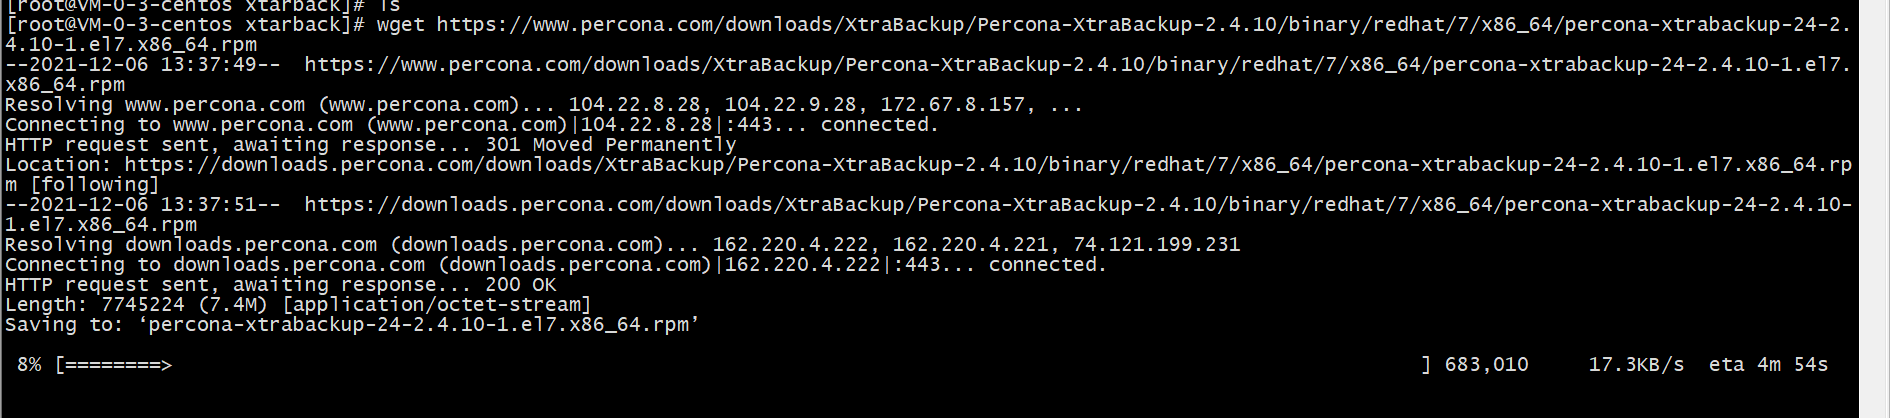 [root@VM-0-3-centos xtarback]# ls
[root@VM-0-3-centos xtarback]# wget https://www.percona.com/downloads/XtraBackup/Percona-XtraBackup-2.4.10/binary/redhat/7/x86_64/percona-xtrabackup-24-2.
4.10-1.el7.x86_64.rpm
--2021-12-06 13:37:49--  https://www.percona.com/downloads/XtraBackup/Percona-XtraBackup-2.4.10/binary/redhat/7/x86_64/percona-xtrabackup-24-2.4.10-1.el7.
x86_64.rpm
Resolving www.percona.com (www.percona.com)... 104.22.8.28, 104.22.9.28, 172.67.8.157, ...
Connecting to www.percona.com (www.percona.com)|104.22.8.28|:443... connected.
HTTP request sent, awaiting response... 301 Moved Permanently
Location: https://downloads.percona.com/downloads/XtraBackup/Percona-XtraBackup-2.4.10/binary/redhat/7/x86_64/percona-xtrabackup-24-2.4.10-1.el7.x86_64.rp
m [following]
--2021-12-06 13:37:51--  https://downloads.percona.com/downloads/XtraBackup/Percona-XtraBackup-2.4.10/binary/redhat/7/x86_64/percona-xtrabackup-24-2.4.10-
1.el7.x86_64.rpm
Resolving downloads.percona.com (downloads.percona.com)... 162.220.4.222, 162.220.4.221, 74.121.199.231
Connecting to downloads.percona.com (downloads.percona.com)|162.220.4.222|:443... connected.
HTTP request sent, awaiting response... 200 OK
Length: 7745224 (7.4M) [application/octet-stream]
Saving to: ‘percona-xtrabackup-24-2.4.10-1.el7.x86_64.rpm’
8% [========> ] 683,010 17.3KB/s eta 4m 54s